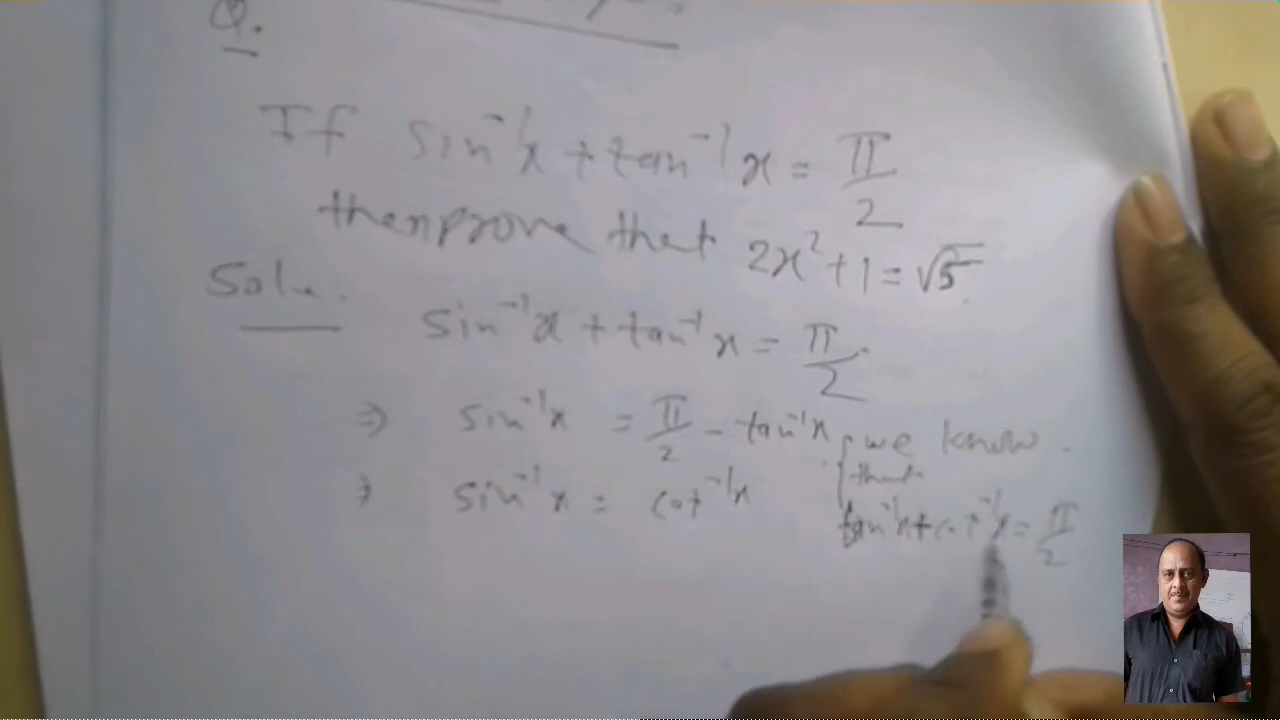 Q.
If sin⁻¹x + tan⁻¹x = π/2
then prove that 2x² + 1 = √5.
Soln.
sin⁻¹x + tan⁻¹x = π/2
⇒ sin⁻¹x = π/2 - tan⁻¹x { we know
⇒ sin⁻¹x = cot⁻¹x that
tan⁻¹x + cot⁻¹x = π/2